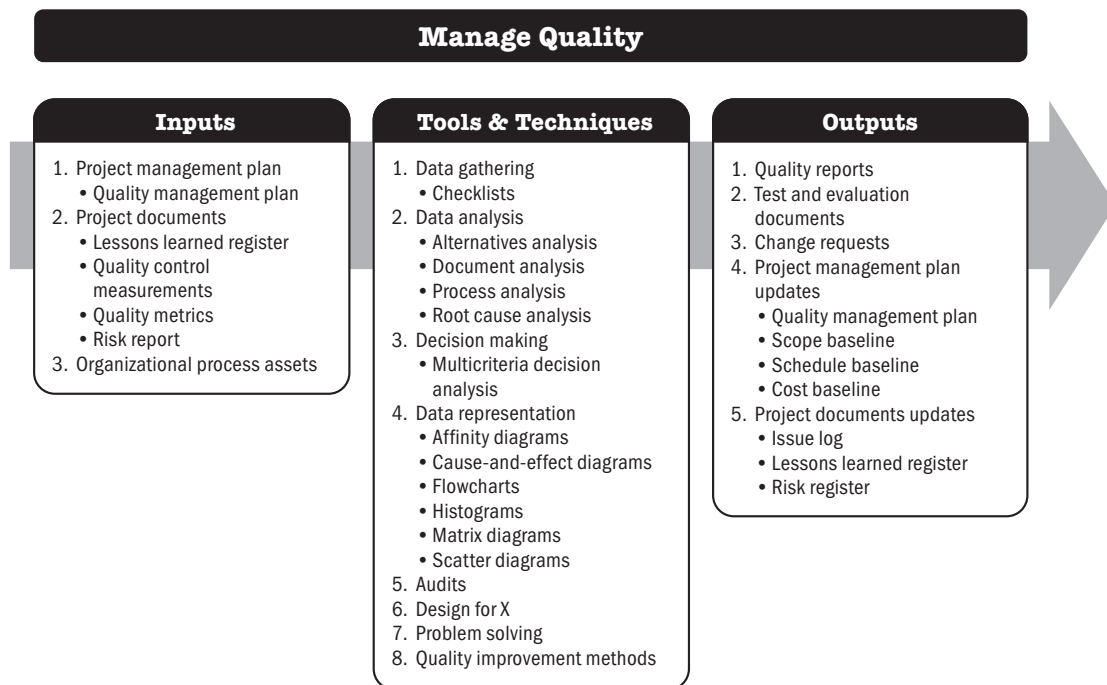 Manage Quality
Inputs
1. Project management plan
• Quality management plan
2. Project documents
• Lessons learned register
• Quality control
measurements
• Quality metrics
• Risk report
3. Organizational process assets
Tools & Techniques
1. Data gathering
• Checklists
2. Data analysis
• Alternatives analysis
• Document analysis
• Process analysis
• Root cause analysis
3. Decision making
• Multicriteria decision
analysis
4. Data representation
• Affinity diagrams
• Cause-and-effect diagrams
• Flowcharts
• Histograms
• Matrix diagrams
• Scatter diagrams
5. Audits
6. Design for X
7. Problem solving
8. Quality improvement methods
Outputs
1. Quality reports
2. Test and evaluation
documents
3. Change requests
4. Project management plan
updates
• Quality management plan
• Scope baseline
• Schedule baseline
• Cost baseline
5. Project documents updates
• Issue log
• Lessons learned register
• Risk register